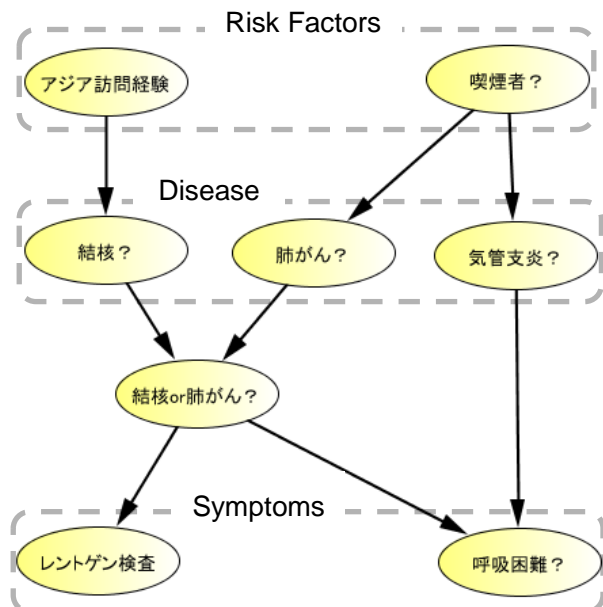 Risk Factors
アジア訪問経験
喫煙者？
Disease
結核？
肺がん？
気管支炎？
結核or肺がん？
Symptoms
レントゲン検査
呼吸困難？